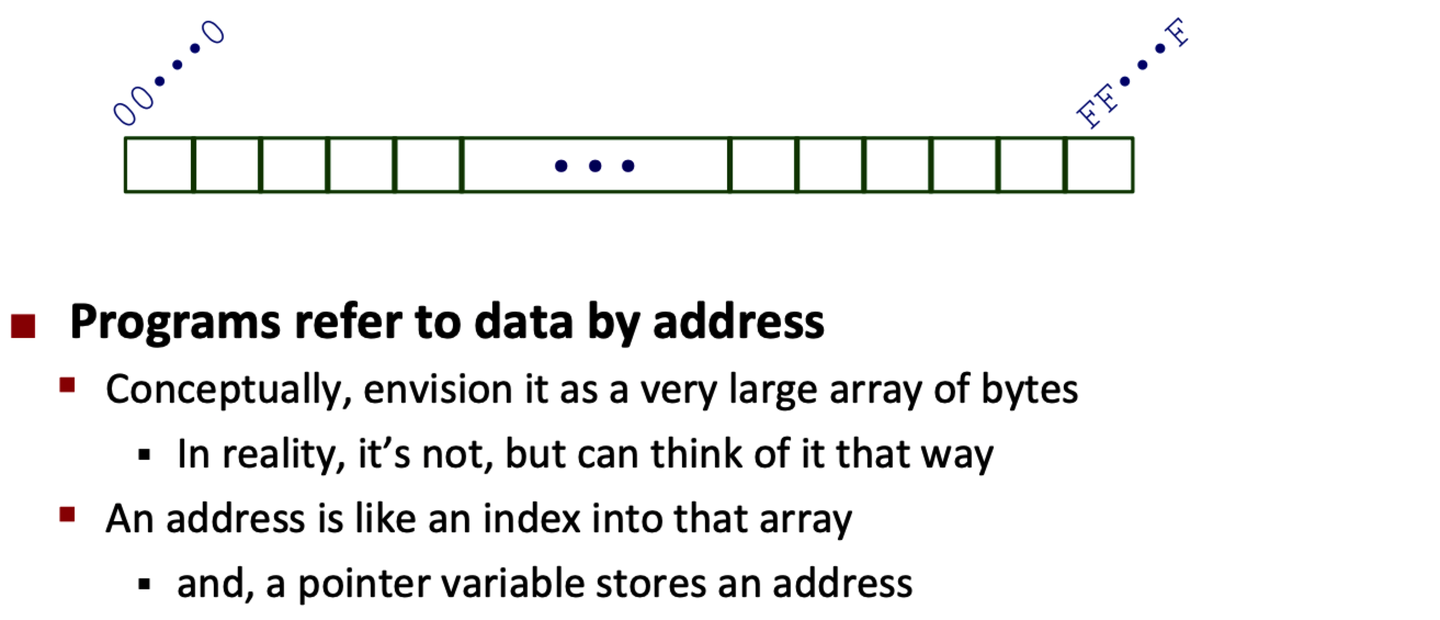 00•••0
FF•••F
•••
Programs refer to data by address
Conceptually, envision it as a very large array of bytes
In reality, it’s not, but can think of it that way
An address is like an index into that array
and, a pointer variable stores an address